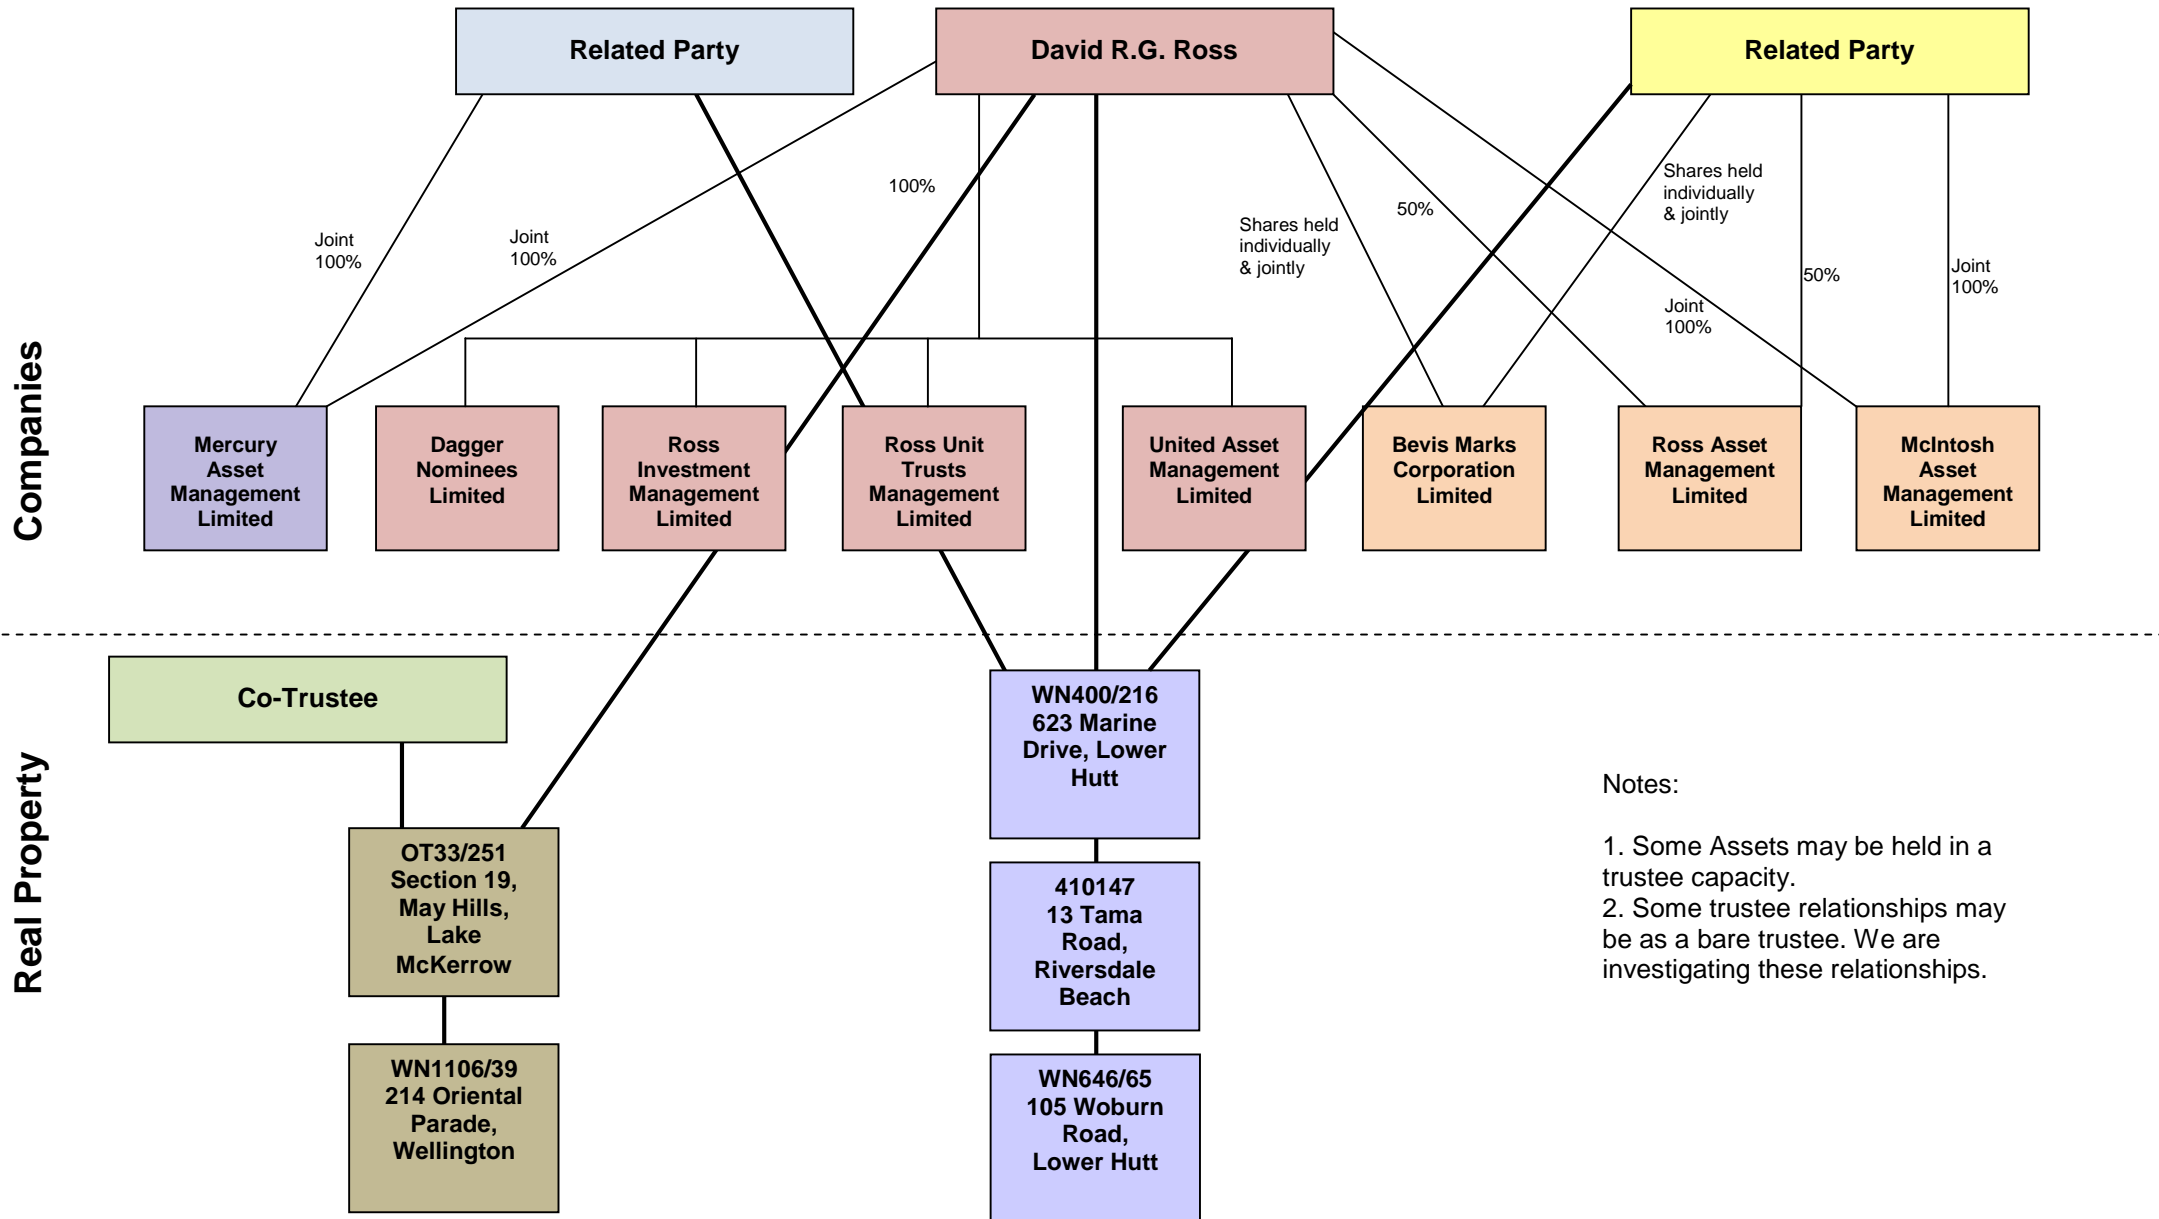 Related Party
David R.G. Ross
Related Party
Joint
100%
Joint
100%
100%
Shares held
individually
& jointly
50%
Shares held
individually
& jointly
Joint
100%
50%
Joint
100%
Companies
Mercury
Asset
Management
Limited
Dagger
Nominees
Limited
Ross
Investment
Management
Limited
Ross Unit
Trusts
Management
Limited
United Asset
Management
Limited
Bevis Marks
Corporation
Limited
Ross Asset
Management
Limited
McIntosh
Asset
Management
Limited
Real Property
Co-Trustee
OT33/251
Section 19,
May Hills,
Lake
McKerrow
WN1106/39
214 Oriental
Parade,
Wellington
WN400/216
623 Marine
Drive, Lower
Hutt
410147
13 Tama
Road,
Riversdale
Beach
WN646/65
105 Woburn
Road,
Lower Hutt
Notes:
1. Some Assets may be held in a
trustee capacity.
2. Some trustee relationships may
be as a bare trustee. We are
investigating these relationships.